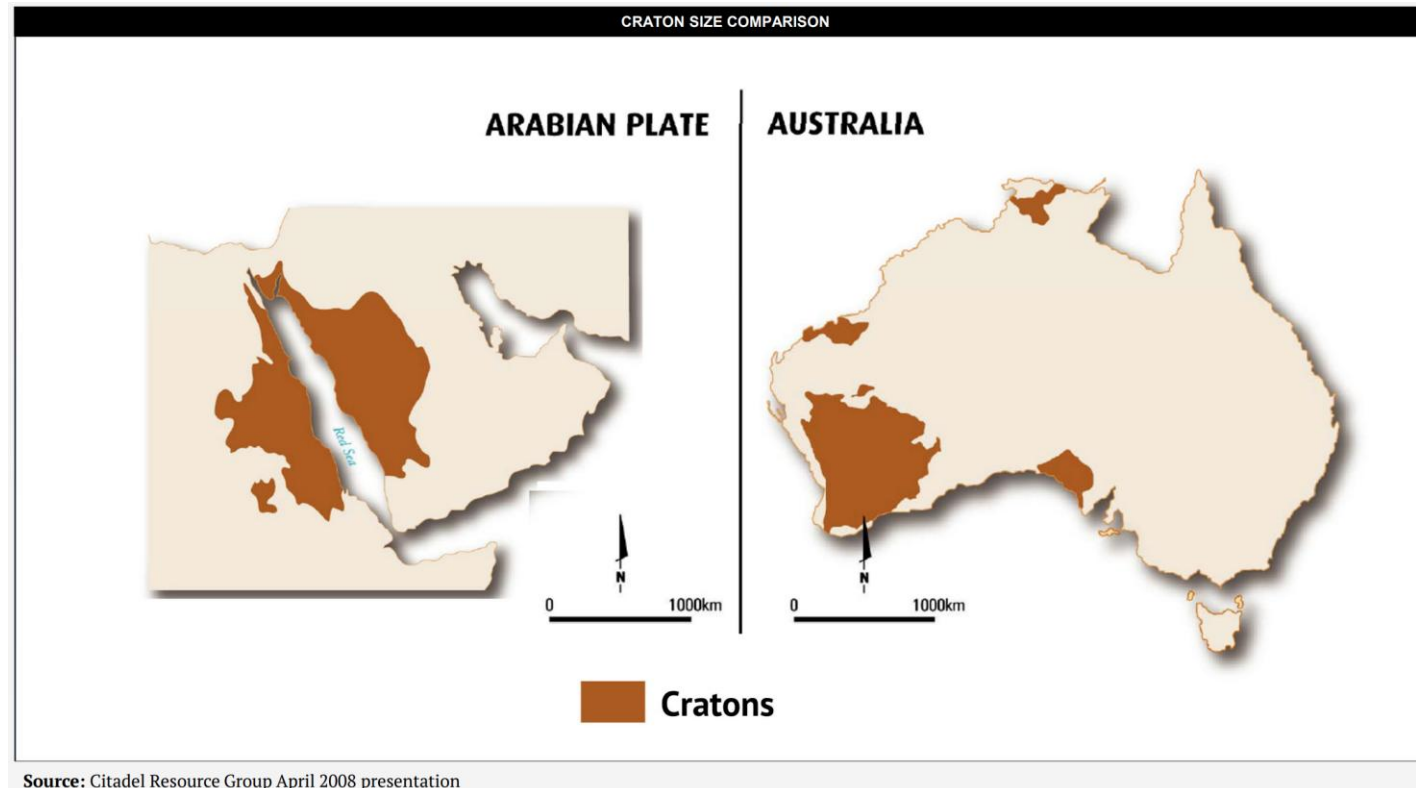 CRATON SIZE COMPARISON
ARABIAN PLATE
AUSTRALIA
Red Sea
N
0 1000km
N
0 1000km
Cratons
Source: Citadel Resource Group April 2008 presentation